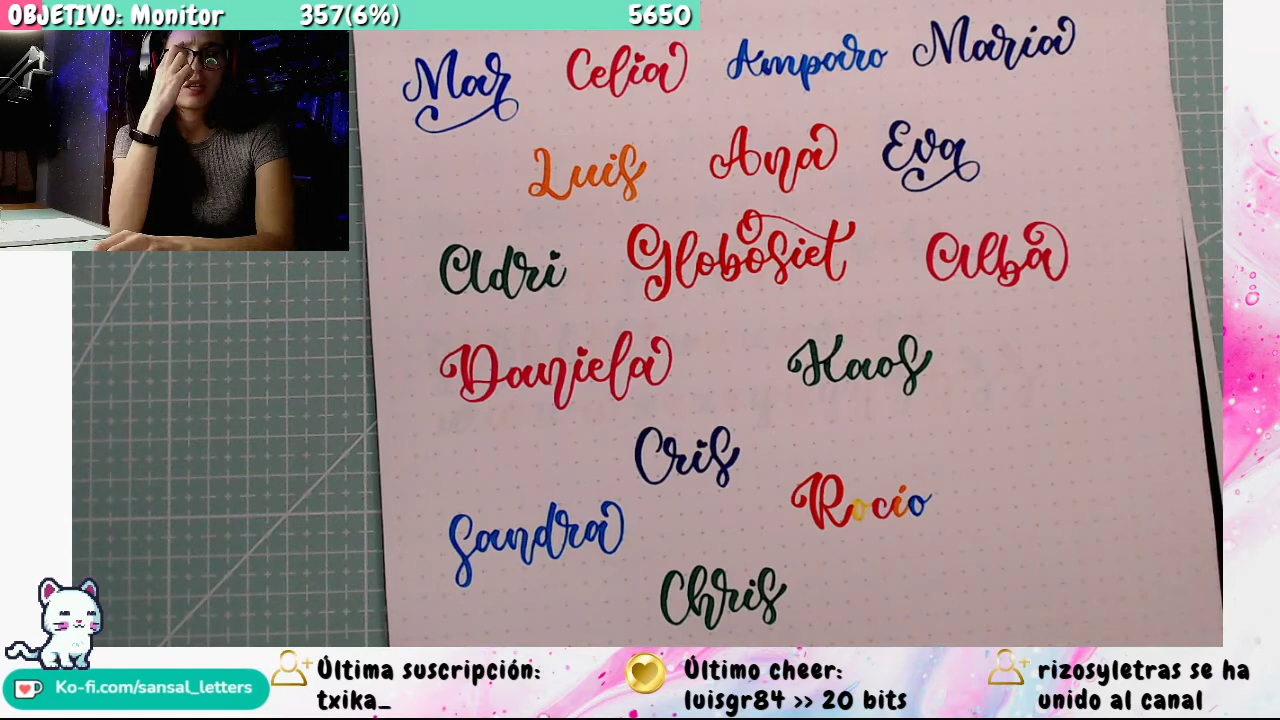 OBJETIVO: Monitor 357(6%) 5650
Mar Celia Amparo Maria
Luis Ana Eva
Adri Globosiet Alba
Daniela Kaos
Cris
Rocío
Sandra
Chris
Ko-fi.com/sansal_letters
Última suscripción:
txika_
Último cheer:
luisgr84 >> 20 bits
rizosyletras se ha
unido al canal